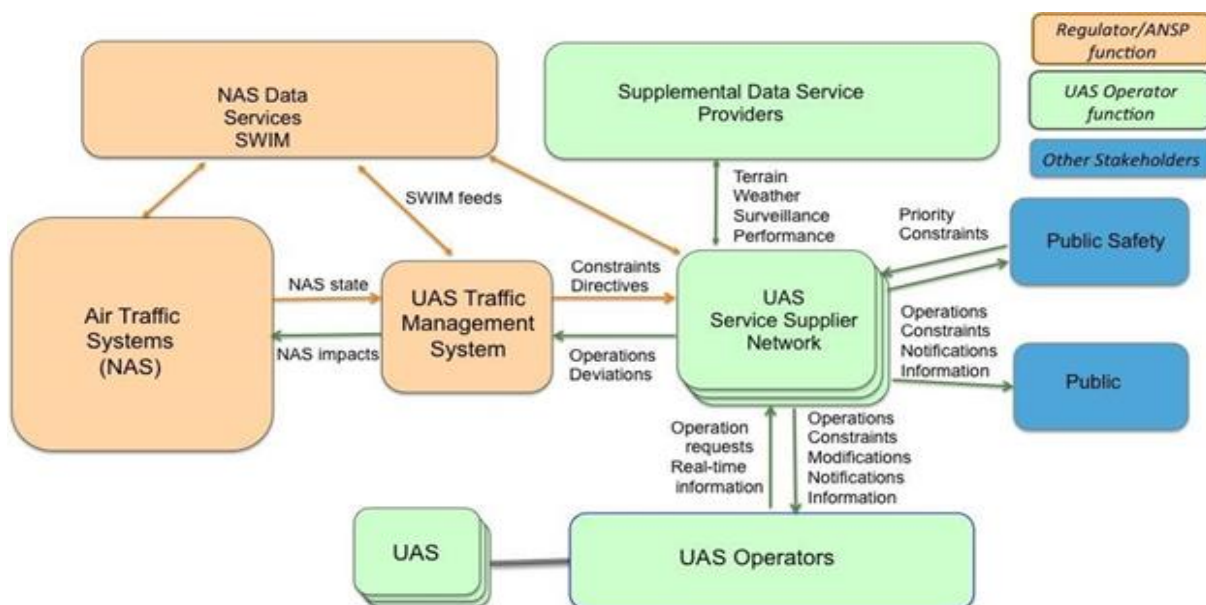 Regulator/ANSP
function
NAS Data
Services
SWIM
Supplemental Data Service
Providers
UAS Operator
function
Other Stakeholders
SWIM feeds
Terrain
Weather
Surveillance
Performance
Priority
Constraints
Public Safety
Air Traffic
Systems
(NAS)
NAS state
NAS impacts
UAS Traffic
Management
System
Constraints
Directives
Operations
Deviations
UAS
Service Supplier
Network
Operations
Constraints
Notifications
Information
Public
Operation
requests
Real-time
information
Operations
Constraints
Modifications
Notifications
Information
UAS
UAS Operators